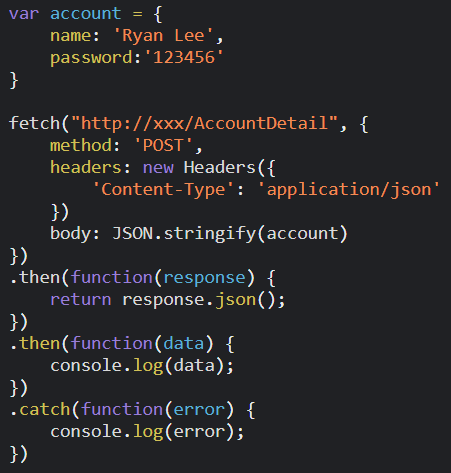 var account = {
    name: 'Ryan Lee',
    password:'123456'
}

fetch("http://xxx/AccountDetail", {
    method: 'POST',
    headers: new Headers({
        'Content-Type': 'application/json'
    })
    body: JSON.stringify(account)
})
.then(function(response) {
    return response.json();
})
.then(function(data) {
    console.log(data);
})
.catch(function(error) {
    console.log(error);
})